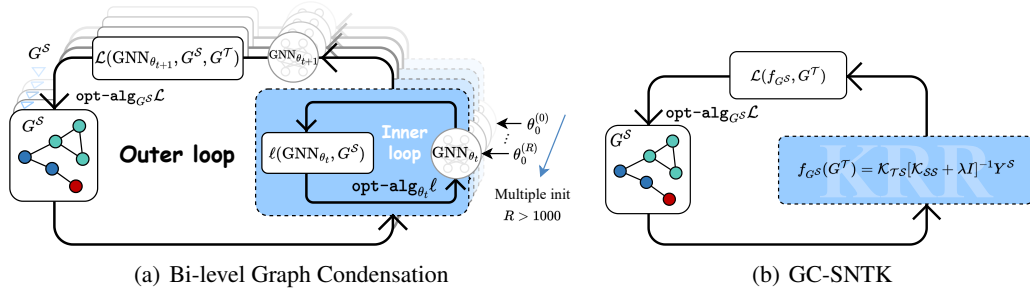 G^S
L(GNN_{θ_{t+1}}, G^S, G^T)
GNN_{θ_{t+1}}
opt-alg_{G^S} L
G^S
Outer loop
Inner loop
ℓ(GNN_{θ_t}, G^S)
GNN_{θ_t}
opt-alg_{θ_t} ℓ
θ_0^{(0)}
⋮
θ_0^{(R)}
Multiple init
R > 1000
(a) Bi-level Graph Condensation
L(f_{G^S}, G^T)
opt-alg_{G^S} L
G^S
KRR
f_{G^S}(G^T) = K_{TS}[K_{SS} + λI]^{-1}Y^S
(b) GC-SNTK